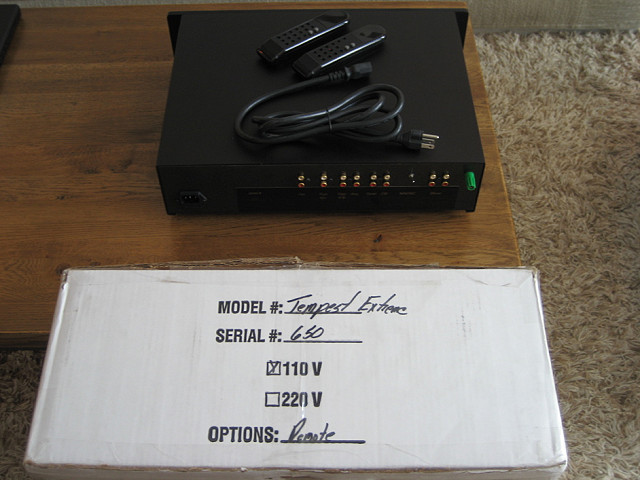 MODEL #: Tempest Extreme
SERIAL #: 650
110 V
220 V
OPTIONS: Remote